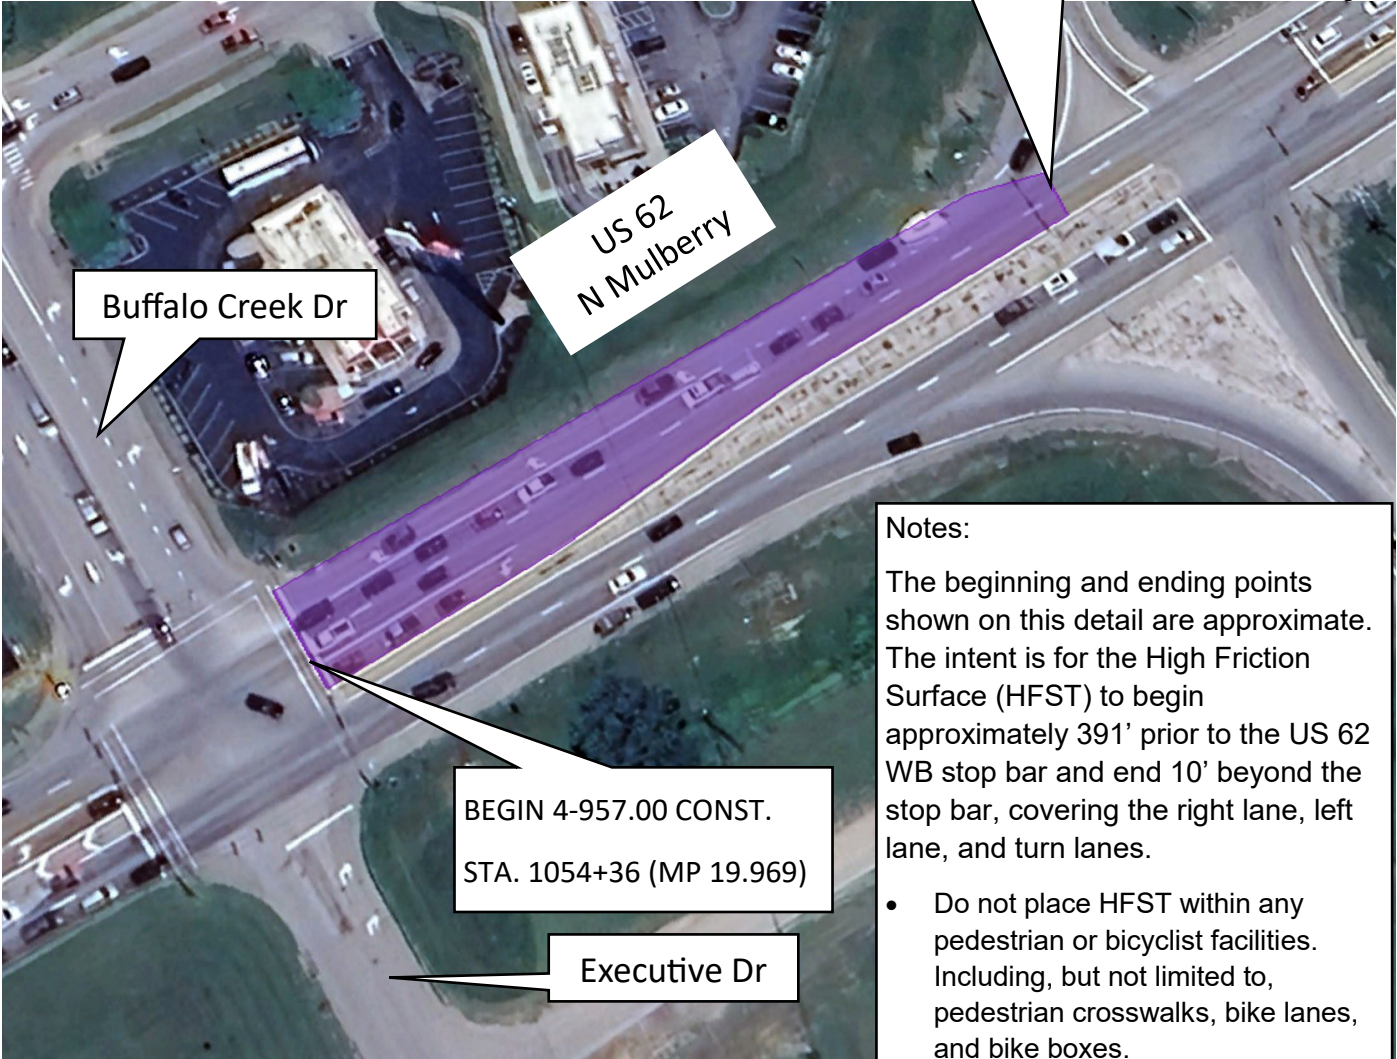 US 62
N Mulberry
Buffalo Creek Dr
Notes:
The beginning and ending points
shown on this detail are approximate.
The intent is for the High Friction
Surface (HFST) to begin
approximately 391’ prior to the US 62
WB stop bar and end 10’ beyond the
stop bar, covering the right lane, left
lane, and turn lanes.
• Do not place HFST within any
pedestrian or bicyclist facilities.
Including, but not limited to,
pedestrian crosswalks, bike lanes,
and bike boxes.
BEGIN 4-957.00 CONST.
STA. 1054+36 (MP 19.969)
Executive Dr